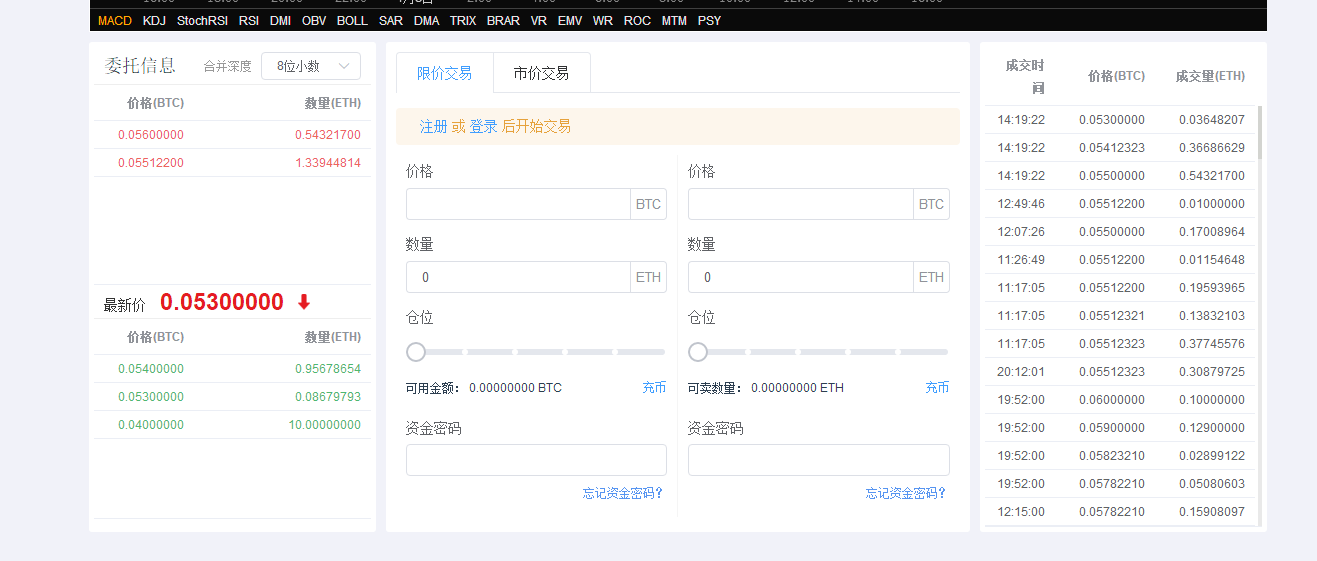 MACD KDJ StochRSI RSI DMI OBV BOLL SAR DMA TRIX BRAR VR EMV WR ROC MTM PSY
委托信息 合并深度 8位小数
价格(BTC) 数量(ETH)
0.05600000 0.54321700
0.05512200 1.33944814
最新价 0.05300000
价格(BTC) 数量(ETH)
0.05400000 0.95678654
0.05300000 0.08679793
0.04000000 10.00000000
限价交易 市价交易
注册 或 登录 后开始交易
价格
BTC
数量
0 ETH
仓位
可用金额: 0.00000000 BTC 充币
资金密码
忘记资金密码?
价格
BTC
数量
0 ETH
仓位
可卖数量: 0.00000000 ETH 充币
资金密码
忘记资金密码?
成交时
间
价格(BTC) 成交量(ETH)
14:19:22 0.05300000 0.03648207
14:19:22 0.05412323 0.36686629
14:19:22 0.05500000 0.54321700
12:49:46 0.05512200 0.01000000
12:07:26 0.05500000 0.17008964
11:26:49 0.05512200 0.01154648
11:17:05 0.05512200 0.19593965
11:17:05 0.05512321 0.13832103
11:17:05 0.05512323 0.37745576
20:12:01 0.05512323 0.30879725
19:52:00 0.06000000 0.10000000
19:52:00 0.05900000 0.12900000
19:52:00 0.05823210 0.02899122
19:52:00 0.05782210 0.05080603
12:15:00 0.05782210 0.15908097